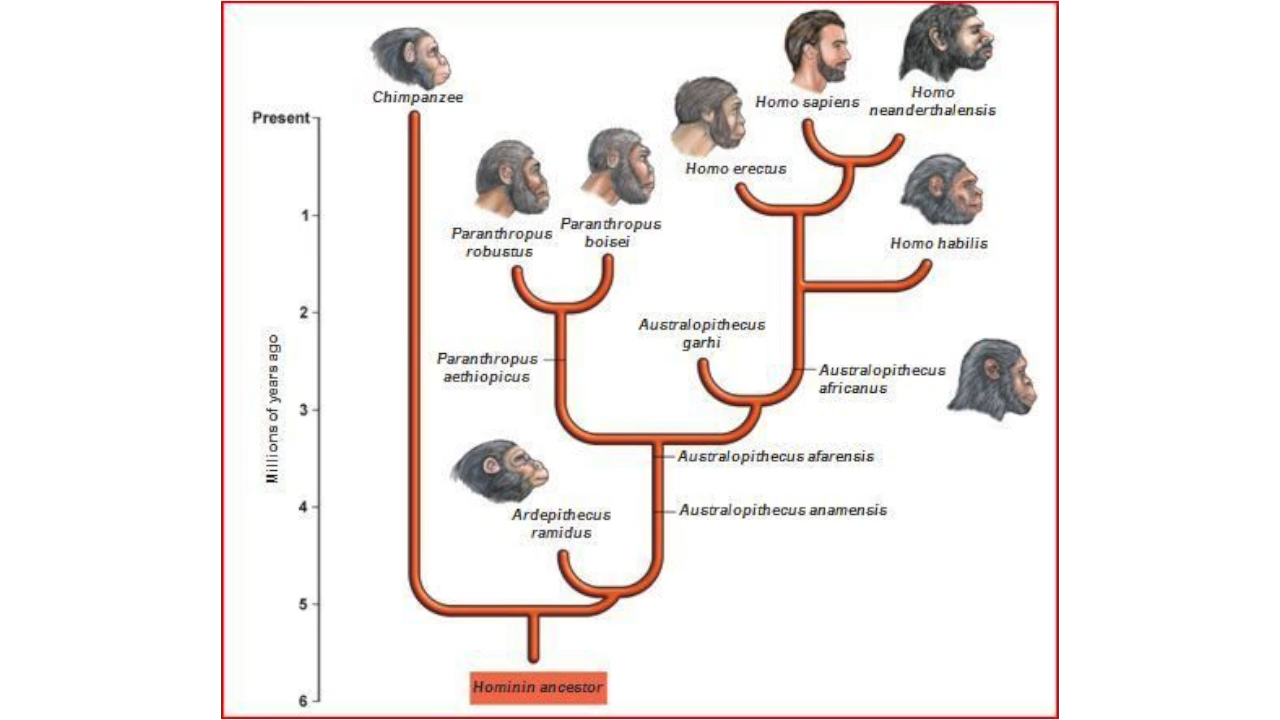 Chimpanzee
Homo sapiens
Homo
neanderthalensis
Present
Homo erectus
Paranthropus
robustus
Paranthropus
boisei
Homo habilis
1
2
3
4
5
6
Millions of years ago
Australopithecus
garhi
Paranthropus
aethiopicus
Australopithecus
africanus
Australopithecus afarensis
Australopithecus anamensis
Ardepithecus
ramidus
Hominin ancestor